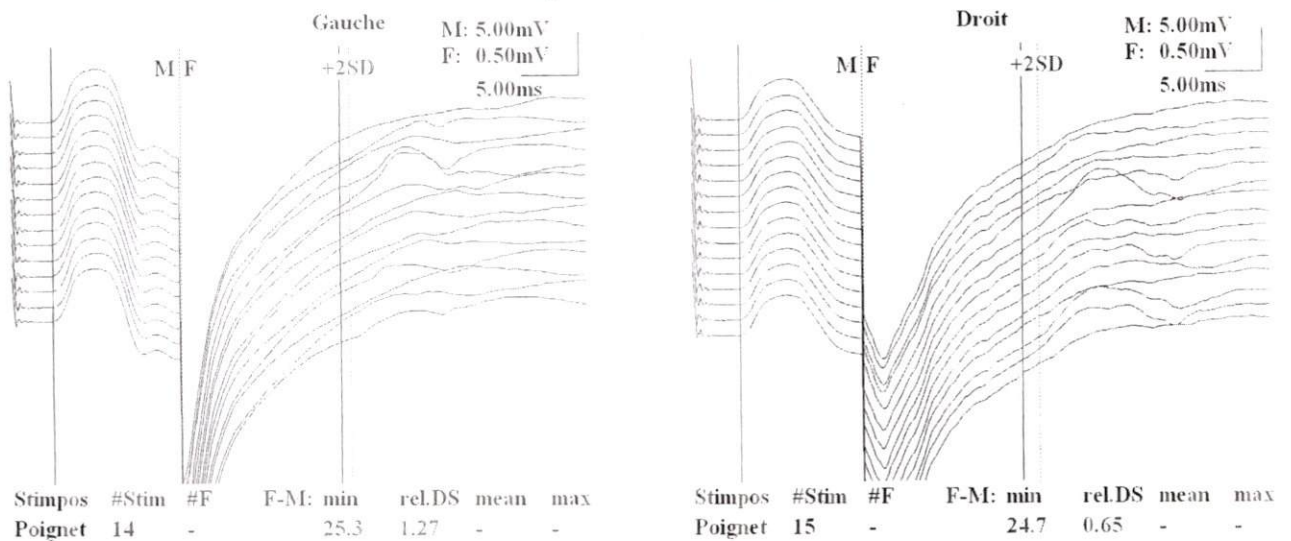 Gauche
M: 5.00mV
F: 0.50mV
M F
+2SD
5.00ms
Stimpos #Stim #F F-M: min rel.DS mean max
Poignet 14 - 25.3 1.27 - -
Droit
M: 5.00mV
F: 0.50mV
M F
+2SD
5.00ms
Stimpos #Stim #F F-M: min rel.DS mean max
Poignet 15 - 24.7 0.65 - -